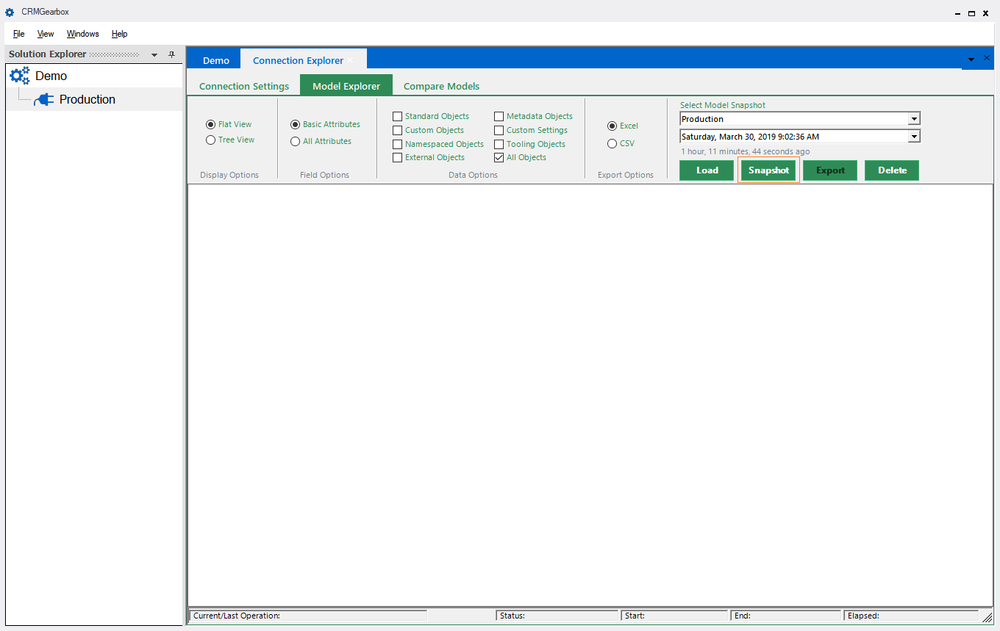 CRMGearbox
File View Windows Help
Solution Explorer
Demo
Production
Demo Connection Explorer
Connection Settings Model Explorer Compare Models
Flat View
Tree View
Display Options
Basic Attributes
All Attributes
Field Options
Standard Objects Metadata Objects
Custom Objects Custom Settings
Namespaced Objects Tooling Objects
External Objects All Objects
Data Options
Excel
CSV
Export Options
Select Model Snapshot
Production
Saturday, March 30, 2019 9:02:36 AM
1 hour, 11 minutes, 44 seconds ago
Load Snapshot Export Delete
Current/Last Operation: Status: Start: End: Elapsed: